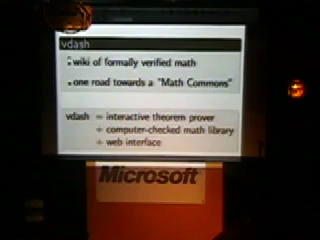 vdash
wiki of formally verified math
one road towards a "Math Commons"
vdash = interactive theorem prover
+ computer-checked math library
+ web interface
Microsoft